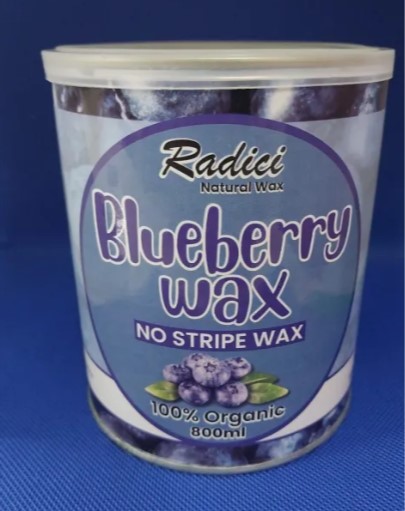 Radici
Natural Wax
Blueberry
wax
NO STRIPE WAX
100% Organic
800ml